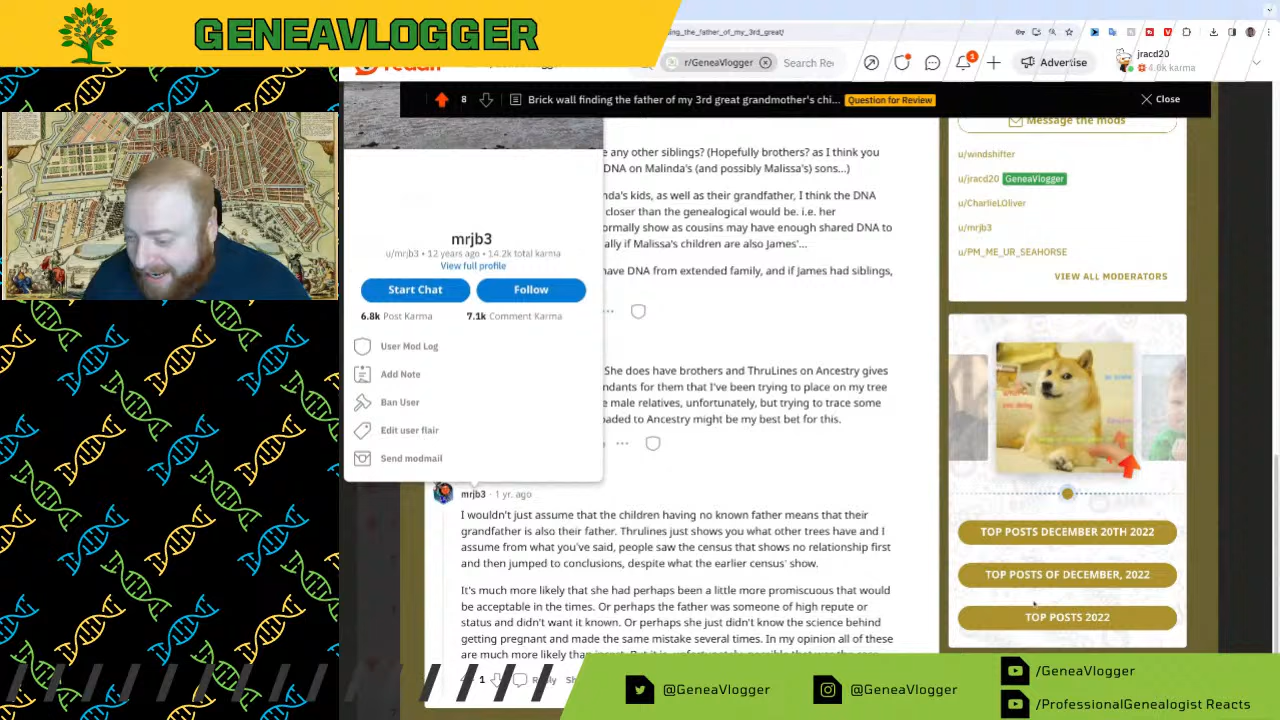 GENEAVLOGGER
ing_the_father_of_my_3rd_great/
r/GeneaVlogger
Search Re
1
Advertise
jracd20
4.6k karma
8
Brick wall finding the father of my 3rd great grandmother's chi...
Question for Review
Close
Message the mods
u/windshifter
u/jracd20 GeneaVlogger
u/CharlieLOliver
u/mrjb3
u/PM_ME_UR_SEAHORSE
VIEW ALL MODERATORS
e any other siblings? (Hopefully brothers? as I think you
DNA on Malinda's (and possibly Malissa's) sons...)
nda's kids, as well as their grandfather, I think the DNA
closer than the genealogical would be. i.e. her
ormally show as cousins may have enough shared DNA to
ally if Malissa's children are also James'...
have DNA from extended family, and if James had siblings,
mrjb3
u/mrjb3 • 12 years ago • 14.2k total karma
View full profile
Start Chat
Follow
6.8k Post Karma
7.1k Comment Karma
User Mod Log
Add Note
Ban User
Edit user flair
Send modmail
She does have brothers and ThruLines on Ancestry gives
ndants for them that I've been trying to place on my tree
e male relatives, unfortunately, but trying to trace some
oaded to Ancestry might be my best bet for this.
mrjb3 · 1 yr. ago
I wouldn't just assume that the children having no known father means that their
grandfather is also their father. Thrulines just shows you what other trees have and I
assume from what you've said, people saw the census that shows no relationship first
and then jumped to conclusions, despite what the earlier census' show.
It's much more likely that she had perhaps been a little more promiscuous that would
be acceptable in the times. Or perhaps the father was someone of high repute or
status and didn't want it known. Or perhaps she just didn't know the science behind
getting pregnant and made the same mistake several times. In my opinion all of these
are much more likely than
1
Reply
TOP POSTS DECEMBER 20TH 2022
TOP POSTS OF DECEMBER, 2022
TOP POSTS 2022
@GeneaVlogger
@GeneaVlogger
/GeneaVlogger
/ProfessionalGenealogist Reacts